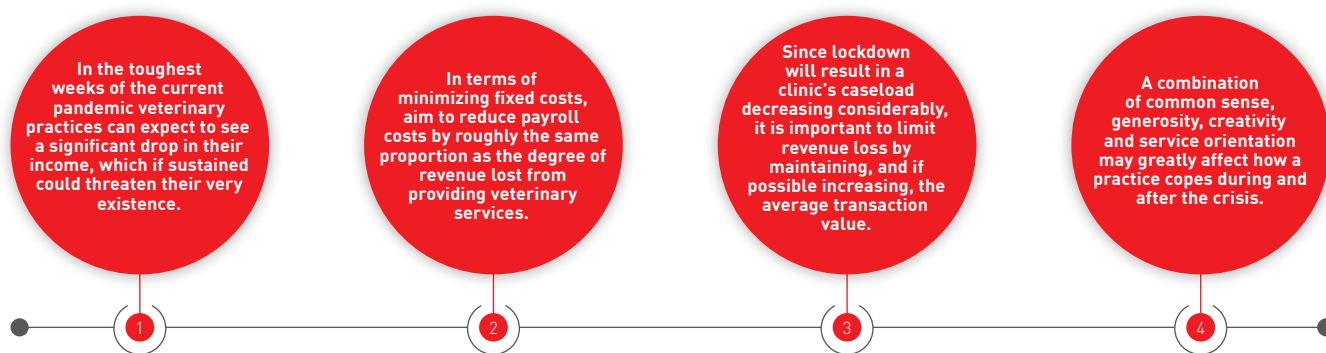 In the toughest
weeks of the current
pandemic veterinary
practices can expect to see
a significant drop in their
income, which if sustained
could threaten their very
existence.
1
In terms of
minimizing fixed costs,
aim to reduce payroll
costs by roughly the same
proportion as the degree of
revenue lost from
providing veterinary
services.
2
Since lockdown
will result in a
clinic's caseload
decreasing considerably,
it is important to limit
revenue loss by
maintaining, and if
possible increasing, the
average transaction
value.
3
A combination
of common sense,
generosity, creativity
and service orientation
may greatly affect how a
practice copes during and
after the crisis.
4